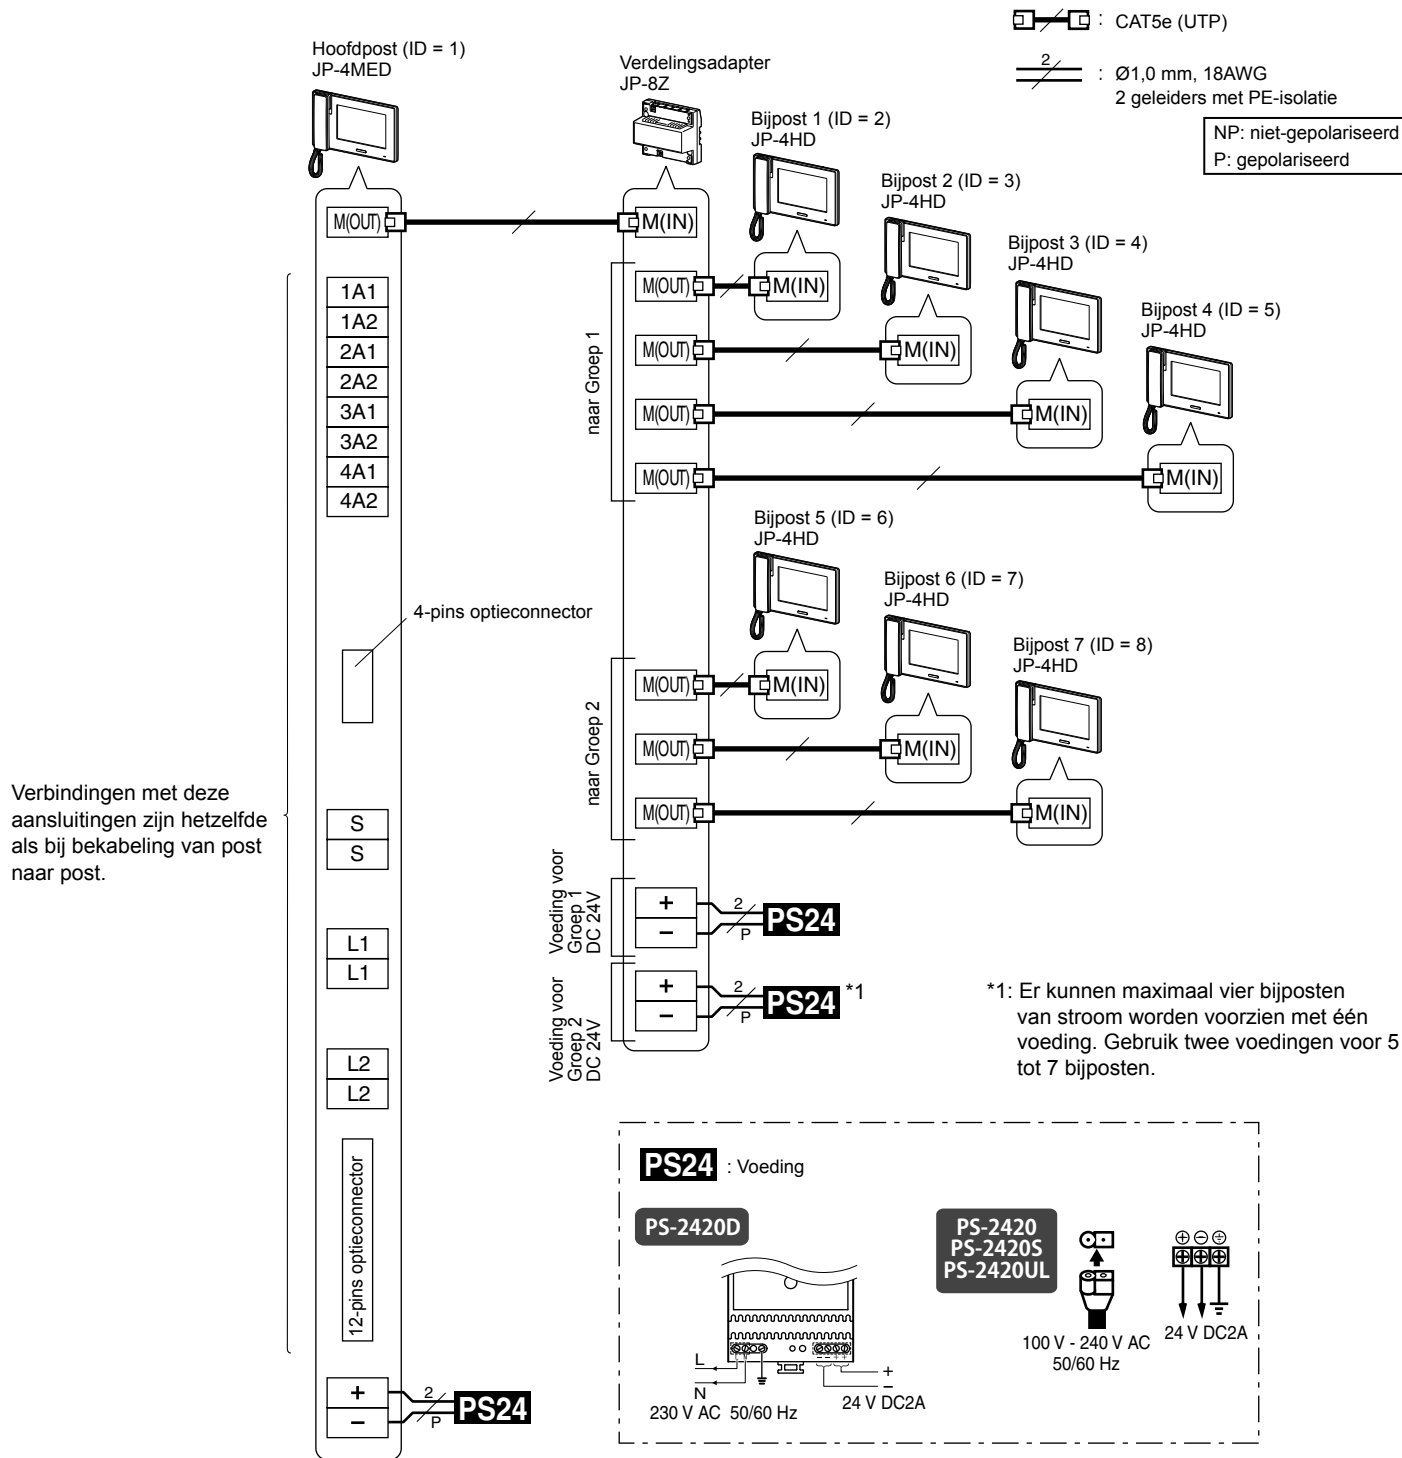 : CAT5e (UTP)
2
: Ø1,0 mm, 18AWG
2 geleiders met PE-isolatie
NP: niet-gepolariseerd
P: gepolariseerd
Hoofdpost (ID = 1)
JP-4MED
Verdelingsadapter
JP-8Z
Bijpost 1 (ID = 2)
JP-4HD
Bijpost 2 (ID = 3)
JP-4HD
Bijpost 3 (ID = 4)
JP-4HD
Bijpost 4 (ID = 5)
JP-4HD
M(OUT)
M(IN)
M(OUT)
M(IN)
M(OUT)
M(IN)
M(OUT)
M(IN)
M(OUT)
M(IN)
naar Groep 1
1A1
1A2
2A1
2A2
3A1
3A2
4A1
4A2
4-pins optieconnector
Bijpost 5 (ID = 6)
JP-4HD
Bijpost 6 (ID = 7)
JP-4HD
Bijpost 7 (ID = 8)
JP-4HD
M(OUT)
M(IN)
M(OUT)
M(IN)
M(OUT)
M(IN)
naar Groep 2
Verbindingen met deze
aansluitingen zijn hetzelfde
als bij bekabeling van post
naar post.
S
S
L1
L1
L2
L2
12-pins optieconnector
+
–
2
P
PS24
Voeding voor
Groep 1
DC 24V
+
–
2
P
PS24
Voeding voor
Groep 2
DC 24V
+
–
2
P
PS24
*1
*1: Er kunnen maximaal vier bijposten
van stroom worden voorzien met één
voeding. Gebruik twee voedingen voor 5
tot 7 bijposten.
PS24 : Voeding
PS-2420D
L
N
230 V AC 50/60 Hz
+
–
24 V DC2A
PS-2420
PS-2420S
PS-2420UL
100 V - 240 V AC
50/60 Hz
24 V DC2A